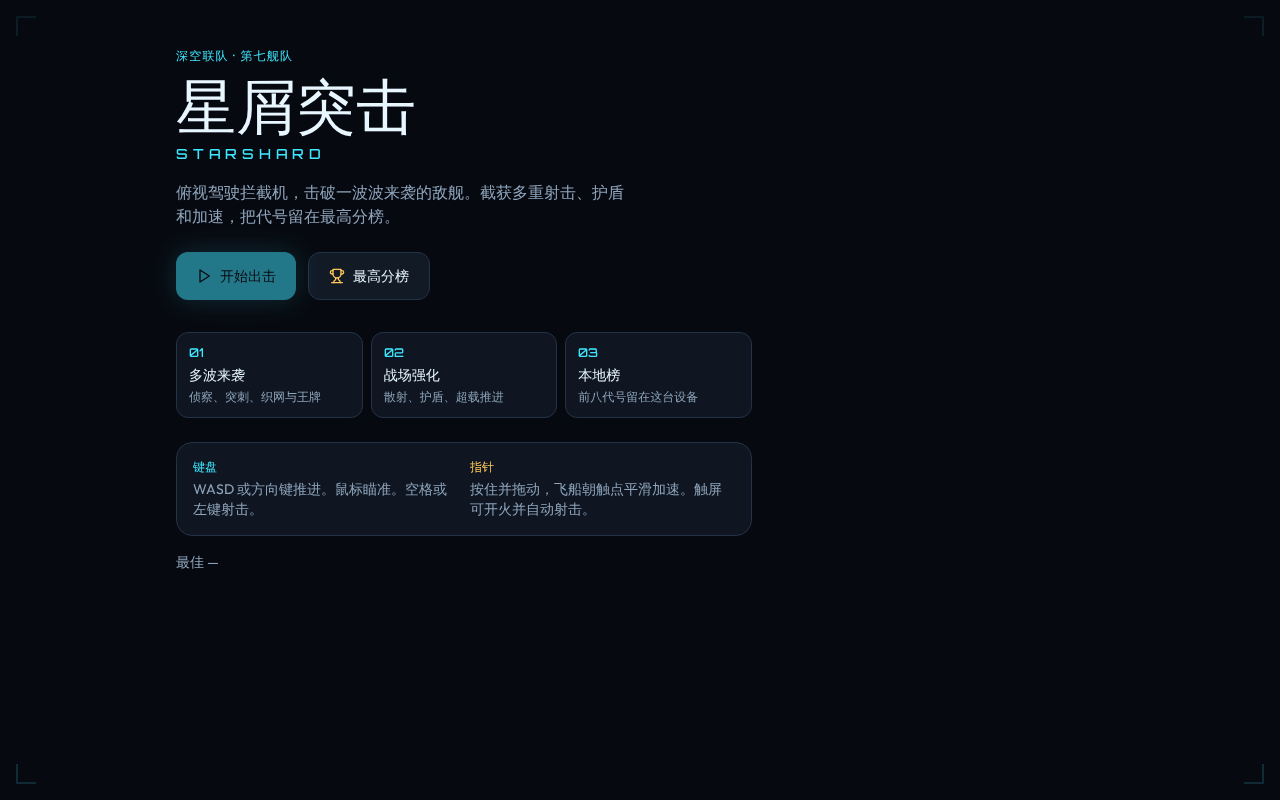 深空联队 · 第七舰队
星屑突击
STARSHARD
俯视驾驶拦截机，击破一波波来袭的敌舰。截获多重射击、护盾
和加速，把代号留在最高分榜。
开始出击
最高分榜
01
多波来袭
侦察、突刺、织网与王牌
02
战场强化
散射、护盾、超载推进
03
本地榜
前八代号留在这台设备
键盘
WASD 或方向键推进。鼠标瞄准。空格或
左键射击。
指针
按住并拖动，飞船朝触点平滑加速。触屏
可开火并自动射击。
最佳 —